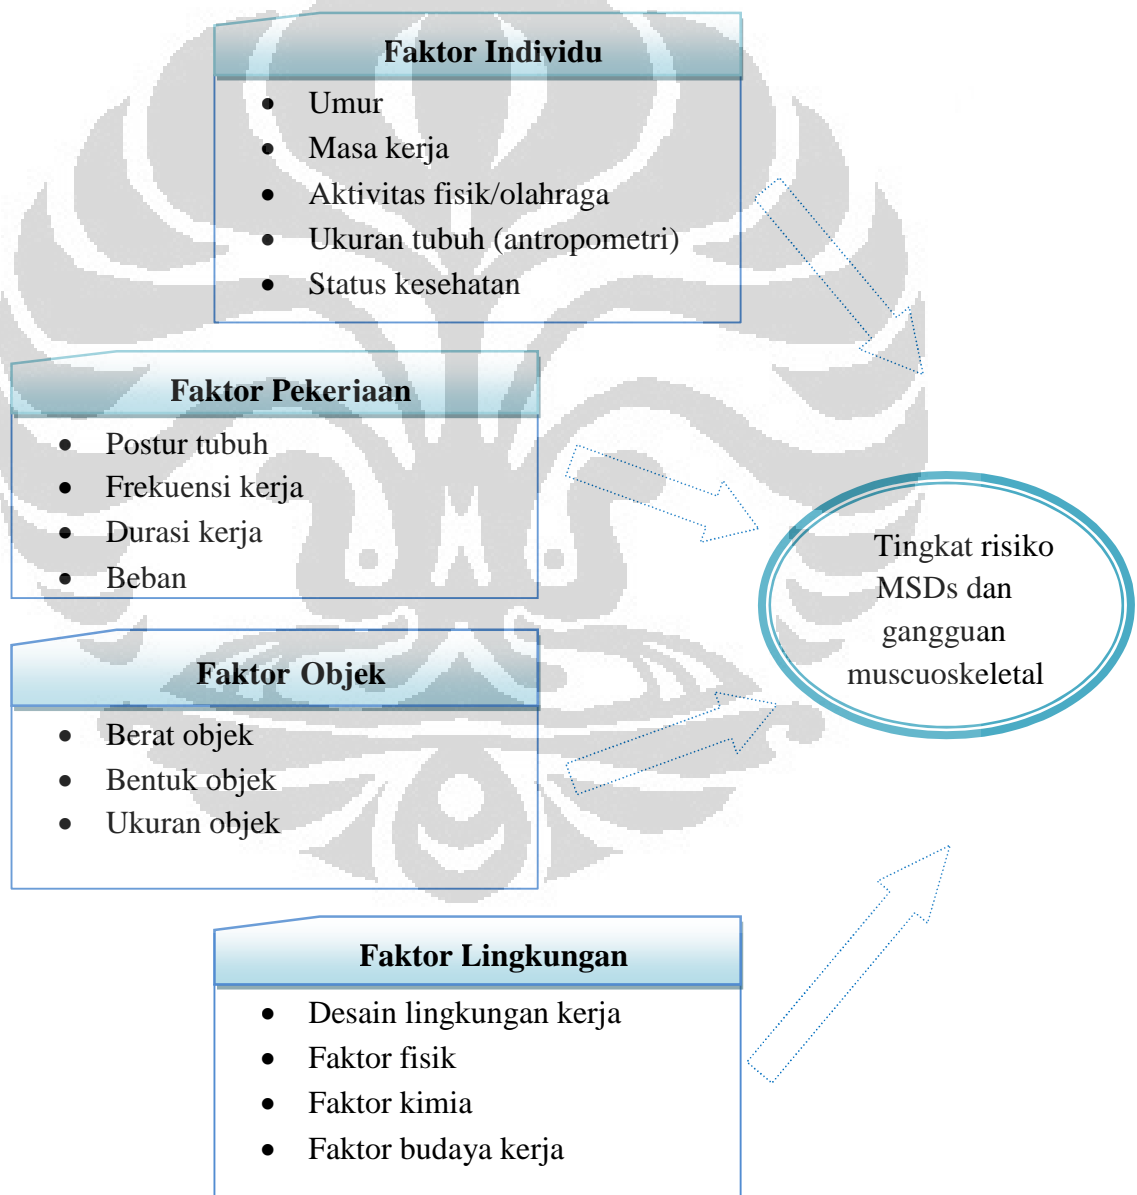 Faktor Individu
• Umur
• Masa kerja
• Aktivitas fisik/olahraga
• Ukuran tubuh (antropometri)
• Status kesehatan
Faktor Pekerjaan
• Postur tubuh
• Frekuensi kerja
• Durasi kerja
• Beban
Tingkat risiko
MSDs dan
gangguan
muscuoskeletal
Faktor Objek
• Berat objek
• Bentuk objek
• Ukuran objek
Faktor Lingkungan
• Desain lingkungan kerja
• Faktor fisik
• Faktor kimia
• Faktor budaya kerja